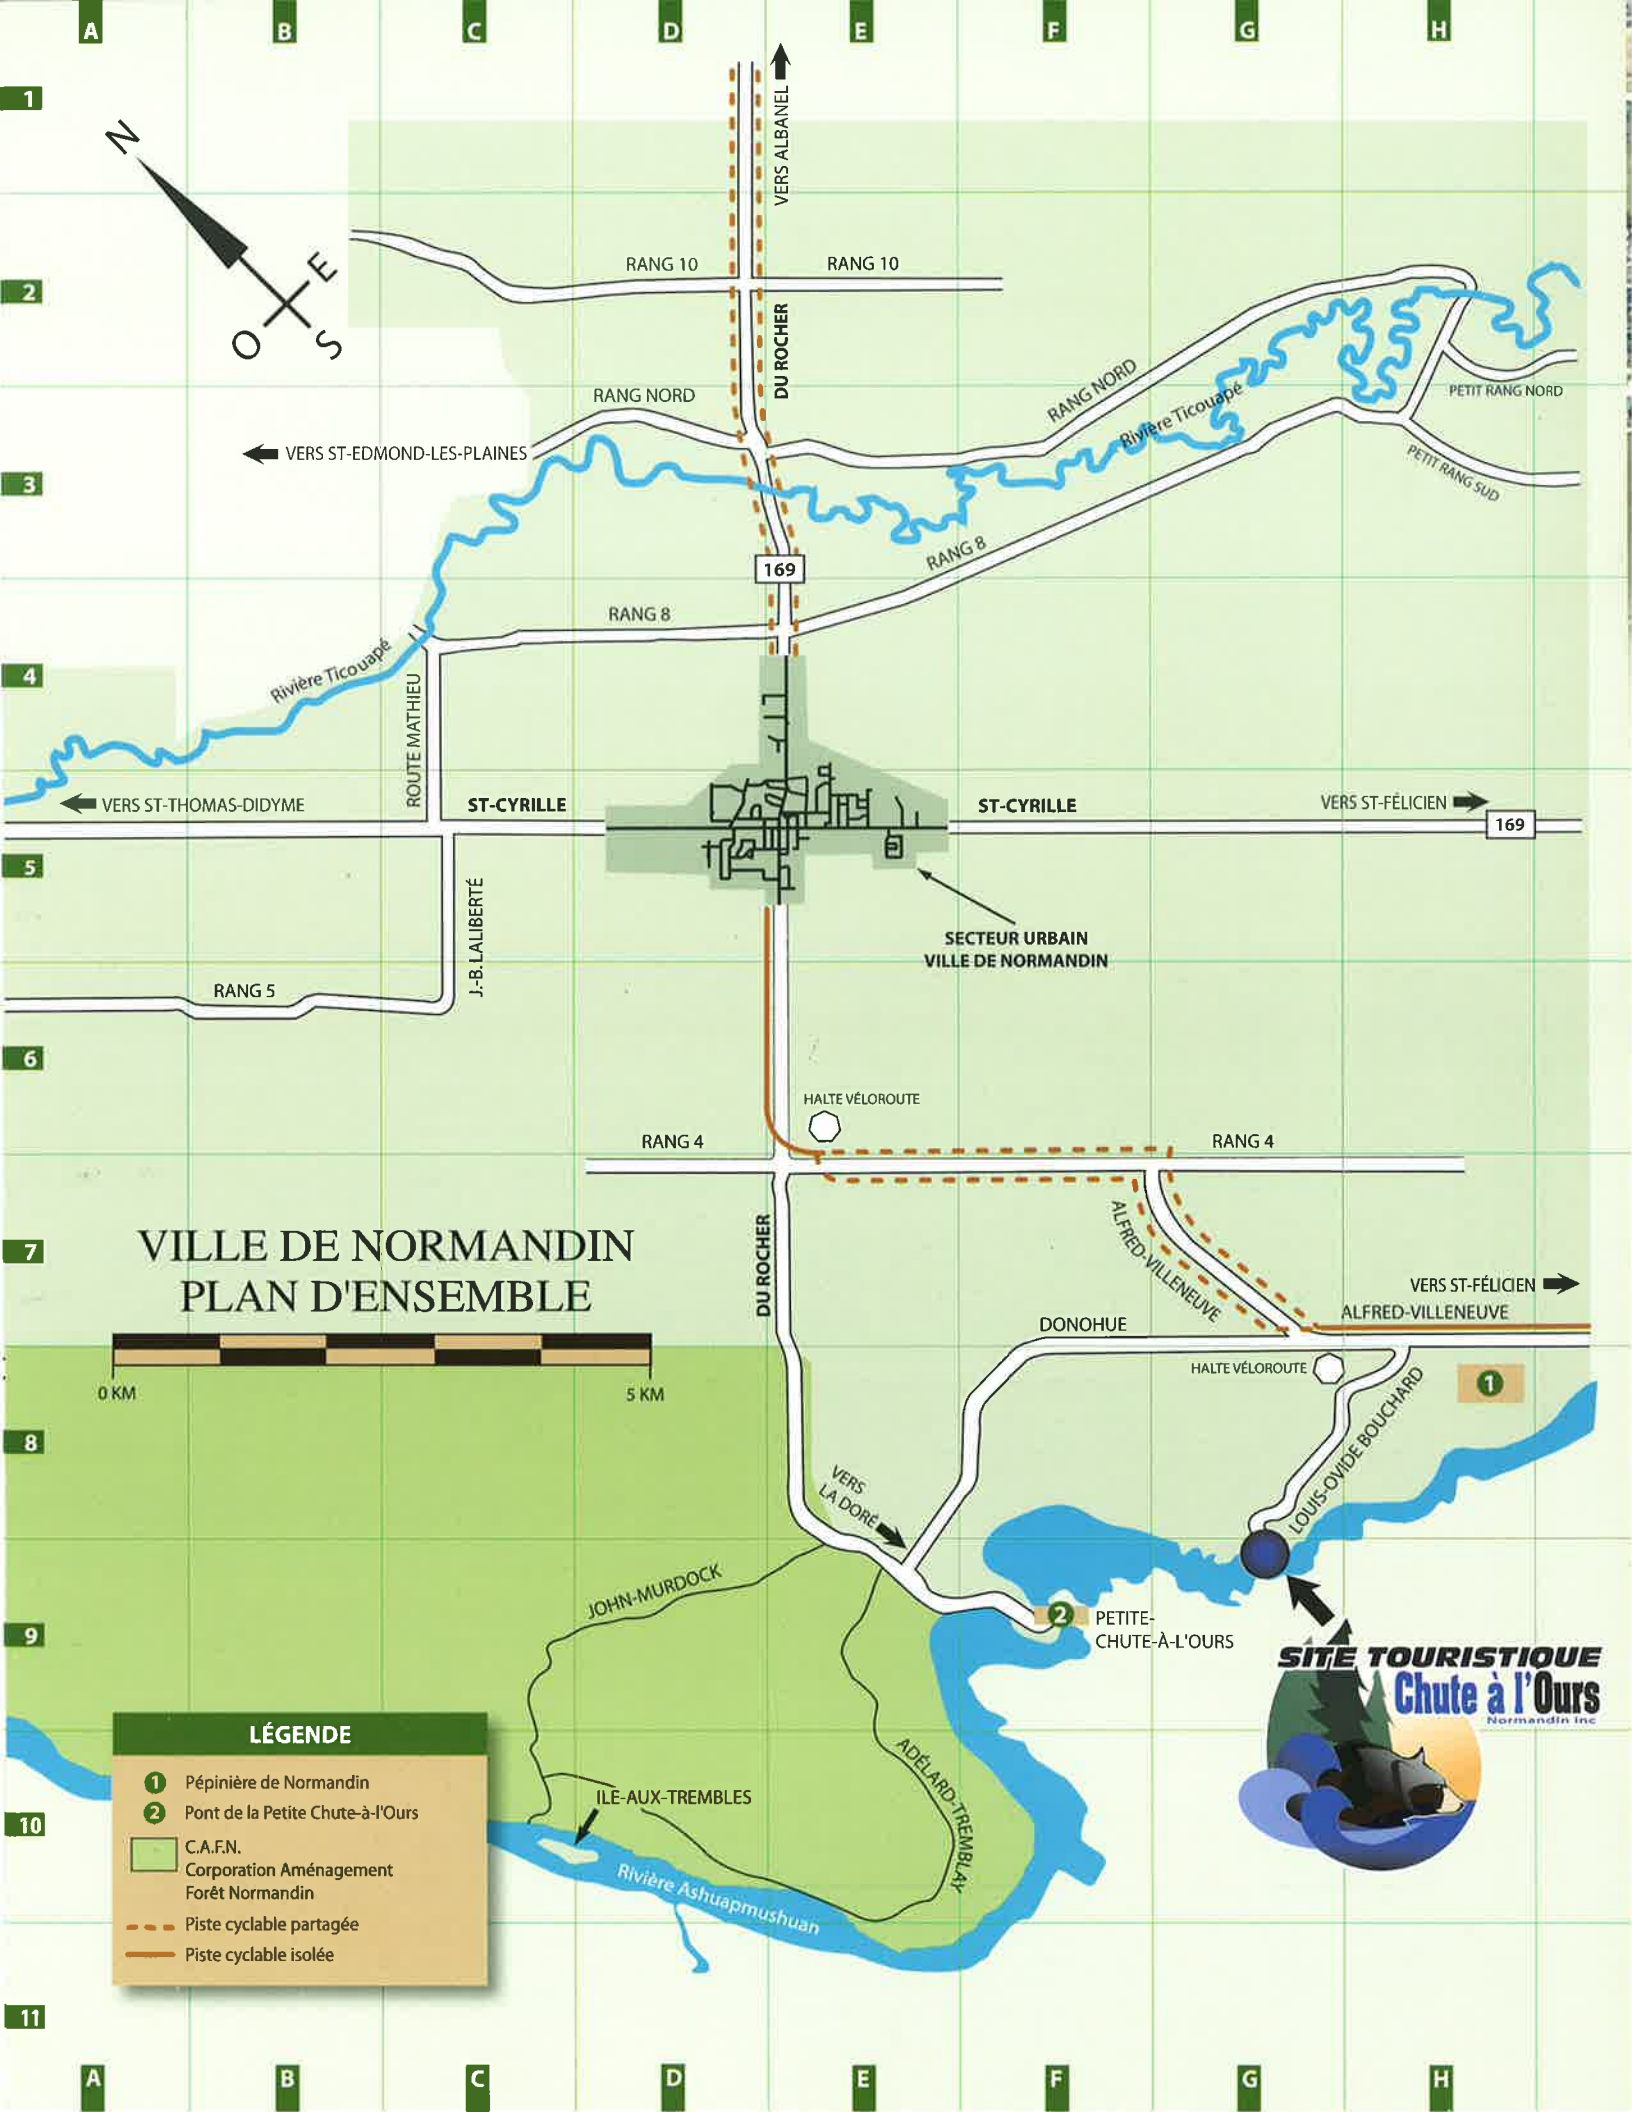 A B C D E F G H
1
N
VERS ALBANEL
E
RANG 10
RANG 10
2
O
S
DU ROCHER
RANG NORD
RANG NORD
PETIT RANG NORD
Rivière Ticouapé
VERS ST-EDMOND-LES-PLAINES
PETIT RANG SUD
3
RANG 8
169
RANG 8
Rivière Ticouapé
4
ROUTE MATHIEU
VERS ST-THOMAS-DIDYME
ST-CYRILLE
ST-CYRILLE
VERS ST-FÉLICIEN
169
5
J.-B. LALIBERTÉ
SECTEUR URBAIN
VILLE DE NORMANDIN
RANG 5
6
HALTE VÉLOROUTE
RANG 4
RANG 4
VILLE DE NORMANDIN
PLAN D'ENSEMBLE
7
DU ROCHER
ALFRED-VILLENEUVE
VERS ST-FÉLICIEN
ALFRED-VILLENEUVE
DONOHUE
HALTE VÉLOROUTE
1
0 KM
5 KM
LOUIS-OVIDE BOUCHARD
8
VERS
LA DORÉ
JOHN-MURDOCK
9
2
PETITE-
CHUTE-À-L'OURS
SITE TOURISTIQUE
Chute à l'Ours
Normandin inc
LÉGENDE
1 Pépinière de Normandin
2 Pont de la Petite Chute-à-l'Ours
C.A.F.N.
Corporation Aménagement
Forêt Normandin
Piste cyclable partagée
Piste cyclable isolée
ADÉLARD-TREMBLAY
ILE-AUX-TREMBLES
10
Rivière Ashuapmushuan
11
A B C D E F G H